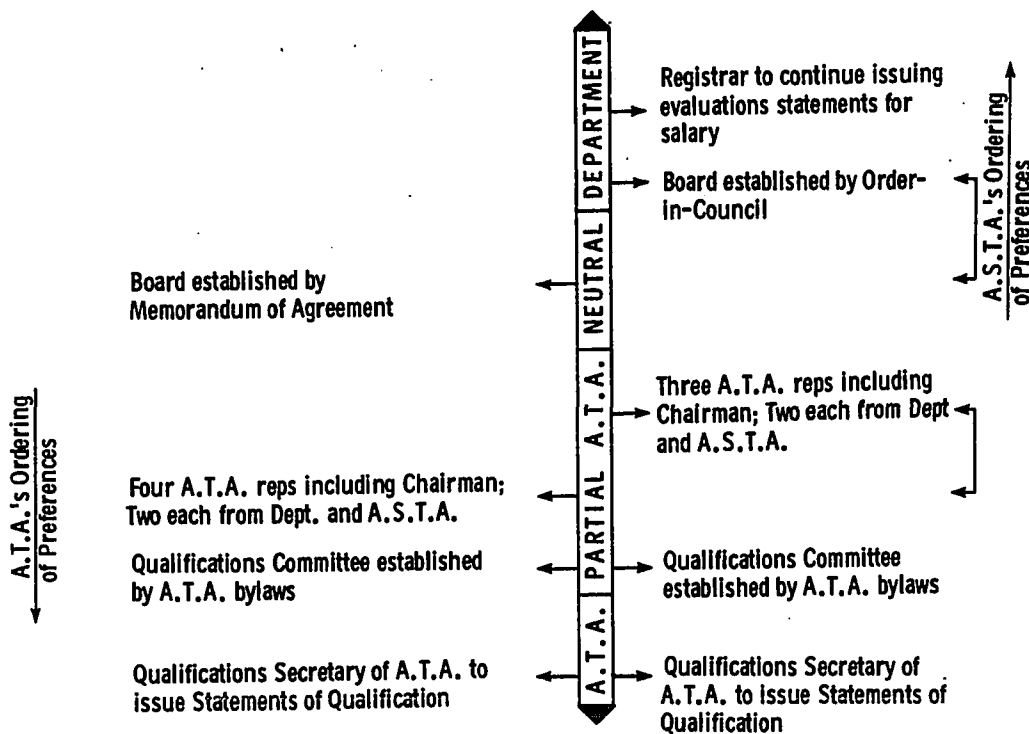 Registrar to continue issuing
evaluations statements for
salary
Board established by Order-
in-Council
A.S.T.A.'s Ordering
of Preferences
Board established by
Memorandum of Agreement
DEPARTMENT
NEUTRAL
PARTIAL A.T.A.
A.T.A.
Three A.T.A. reps including
Chairman; Two each from Dept
and A.S.T.A.
A.T.A.'s Ordering
of Preferences
Four A.T.A. reps including Chairman;
Two each from Dept. and A.S.T.A.
Qualifications Committee established
by A.T.A. bylaws
Qualifications Committee
established by A.T.A. bylaws
Qualifications Secretary of A.T.A. to
issue Statements of Qualification
Qualifications Secretary of
A.T.A. to issue Statements of
Qualification